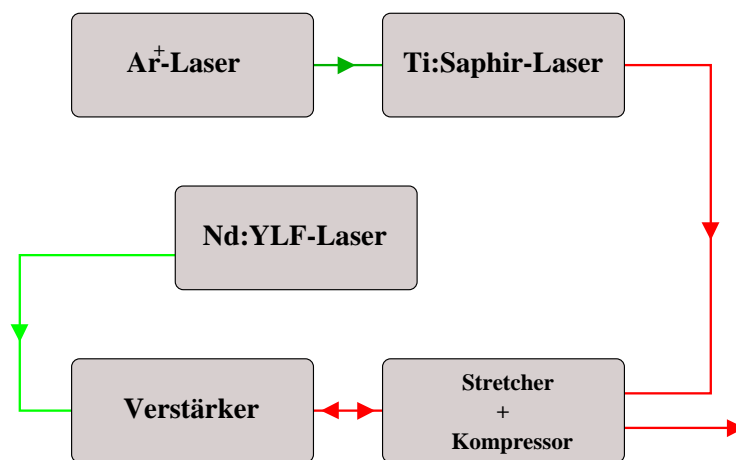 Ar⁺-Laser
Ti:Saphir-Laser
Nd:YLF-Laser
Verstärker
Stretcher
+
Kompressor